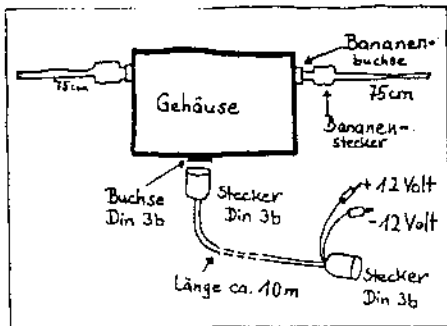 Bananen-
buchse
75cm
75cm
Gehäuse
Bananen-
stecker
Buchse
Din 3b
Stecker
Din 3b
+12 Volt
-12 Volt
Länge ca. 10m
Stecker
Din 3b